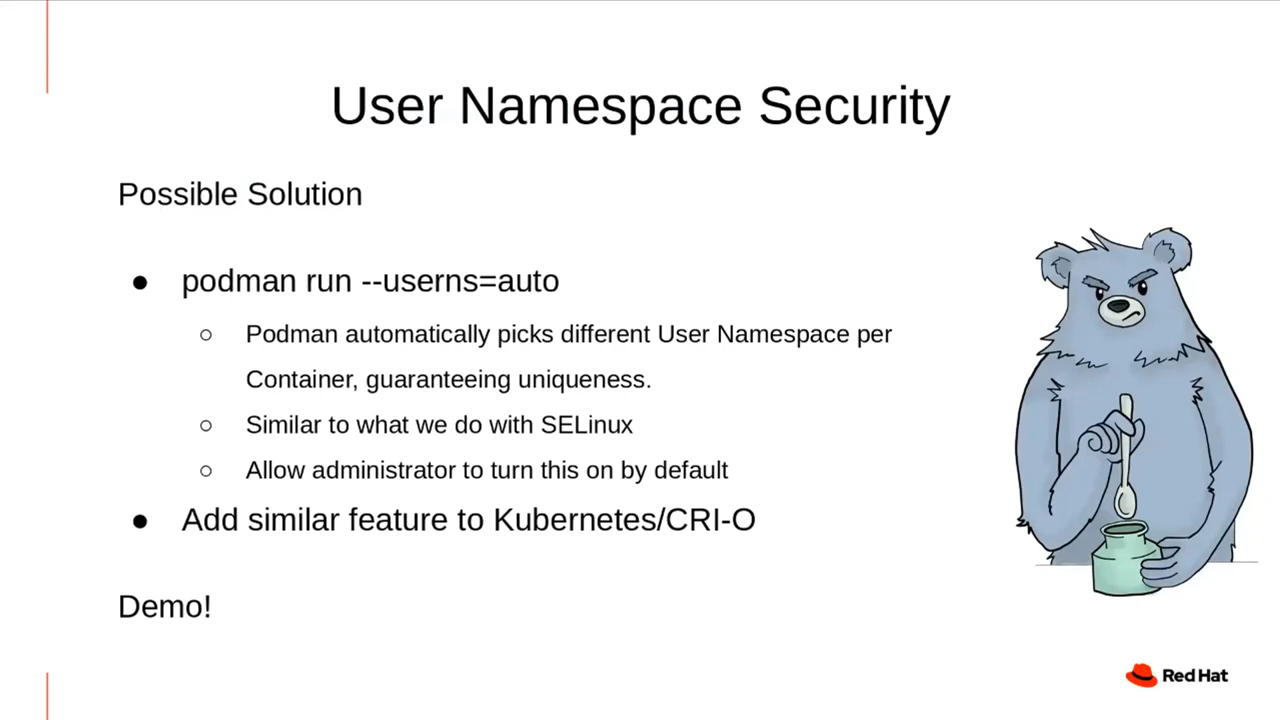 User Namespace Security
Possible Solution
● podman run --userns=auto
○ Podman automatically picks different User Namespace per
Container, guaranteeing uniqueness.
○ Similar to what we do with SELinux
○ Allow administrator to turn this on by default
● Add similar feature to Kubernetes/CRI-O
Demo!
Red Hat